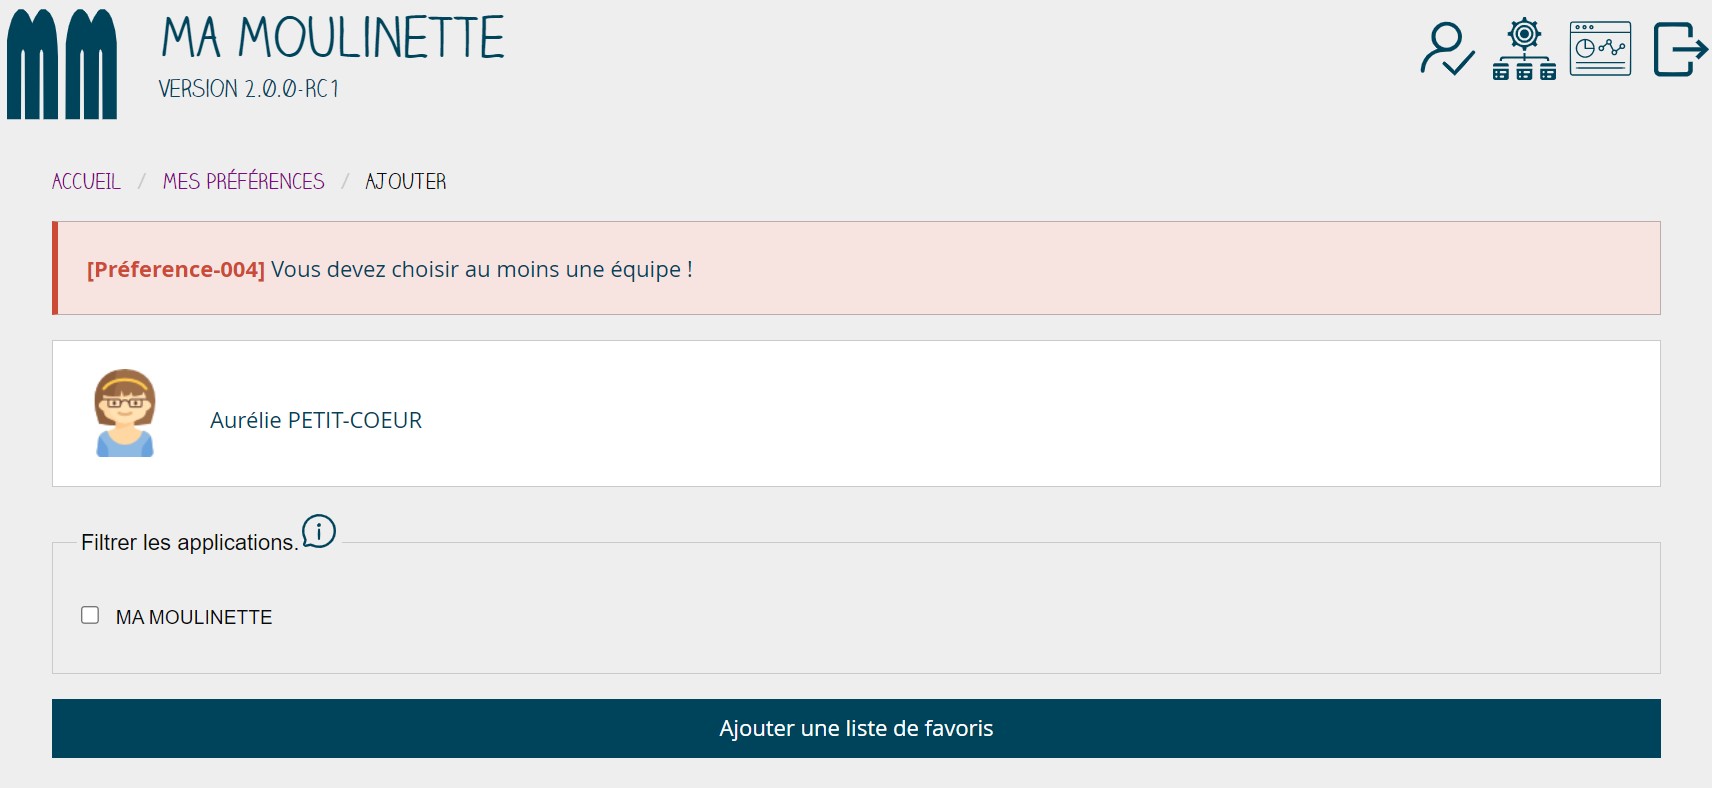 MA MOULINETTE
VERSION 2.0.0-RC1
ACCUEIL / MES PRÉFÉRENCES / AJOUTER
[Préference-004] Vous devez choisir au moins une équipe !
Aurélie PETIT-COEUR
Filtrer les applications.
MA MOULINETTE
Ajouter une liste de favoris